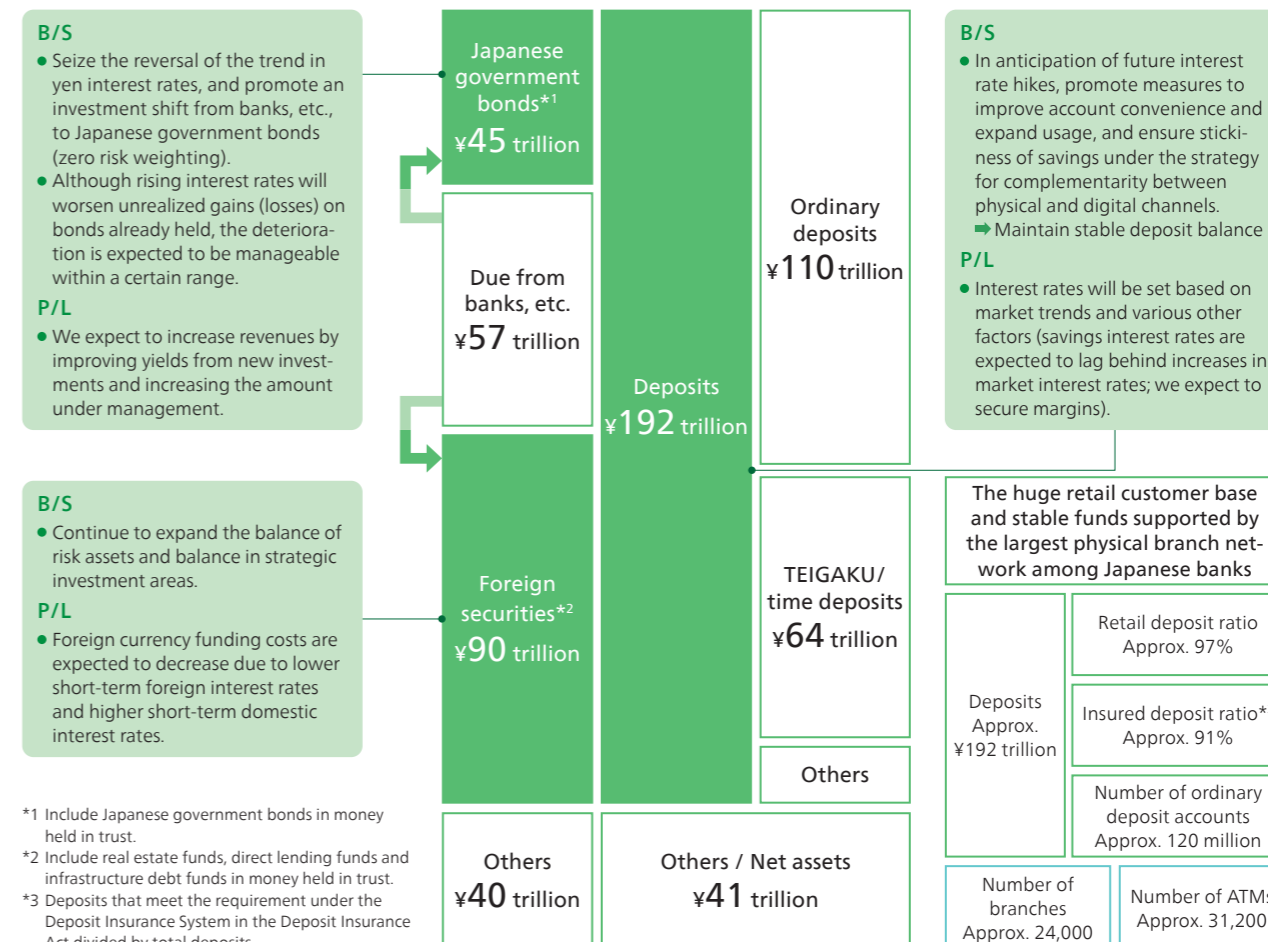 B/S
● Seize the reversal of the trend in
yen interest rates, and promote an
investment shift from banks, etc.,
to Japanese government bonds
(zero risk weighting).
● Although rising interest rates will
worsen unrealized gains (losses) on
bonds already held, the deteriora-
tion is expected to be manageable
within a certain range.
P/L
● We expect to increase revenues by
improving yields from new invest-
ments and increasing the amount
under management.
B/S
● Continue to expand the balance of
risk assets and balance in strategic
investment areas.
P/L
● Foreign currency funding costs are
expected to decrease due to lower
short-term foreign interest rates
and higher short-term domestic
interest rates.
*1 Include Japanese government bonds in money
held in trust.
*2 Include real estate funds, direct lending funds and
infrastructure debt funds in money held in trust.
*3 Deposits that meet the requirement under the
Deposit Insurance System in the Deposit Insurance
Act divided by total deposits
Japanese
government
bonds*1
¥45 trillion
Due from
banks, etc.
¥57 trillion
Foreign
securities*2
¥90 trillion
Others
¥40 trillion
Deposits
¥192 trillion
Ordinary
deposits
¥110 trillion
TEIGAKU/
time deposits
¥64 trillion
Others
Others / Net assets
¥41 trillion
B/S
● In anticipation of future interest
rate hikes, promote measures to
improve account convenience and
expand usage, and ensure sticki-
ness of savings under the strategy
for complementarity between
physical and digital channels.
➡ Maintain stable deposit balance
P/L
● Interest rates will be set based on
market trends and various other
factors (savings interest rates are
expected to lag behind increases in
market interest rates; we expect to
secure margins).
The huge retail customer base
and stable funds supported by
the largest physical branch net-
work among Japanese banks
Deposits
Approx.
¥192 trillion
Retail deposit ratio
Approx. 97%
Insured deposit ratio*
Approx. 91%
Number of ordinary
deposit accounts
Approx. 120 million
Number of
branches
Approx. 24,000
Number of ATMs
Approx. 31,200